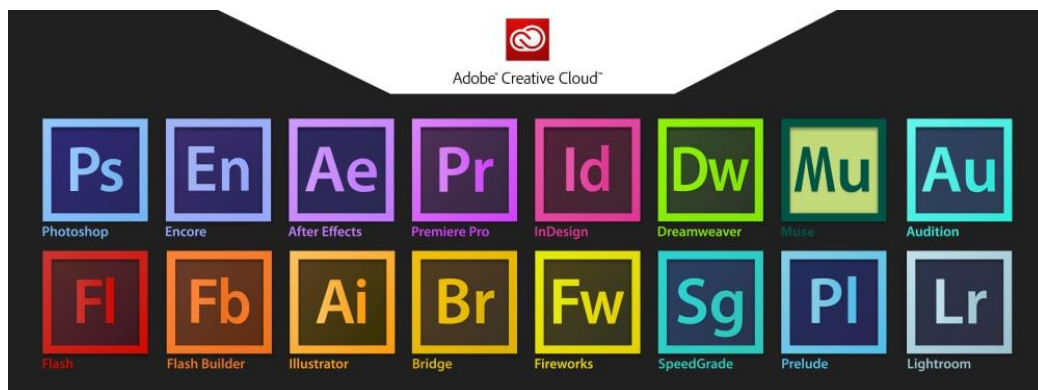 Adobe® Creative Cloud™
Ps En Ae Pr Id Dw Mu Au
Photoshop Encore After Effects Premiere Pro InDesign Dreamweaver Muse Audition
Fl Fb Ai Br Fw Sg Pl Lr
Flash Flash Builder Illustrator Bridge Fireworks SpeedGrade Prelude Lightroom